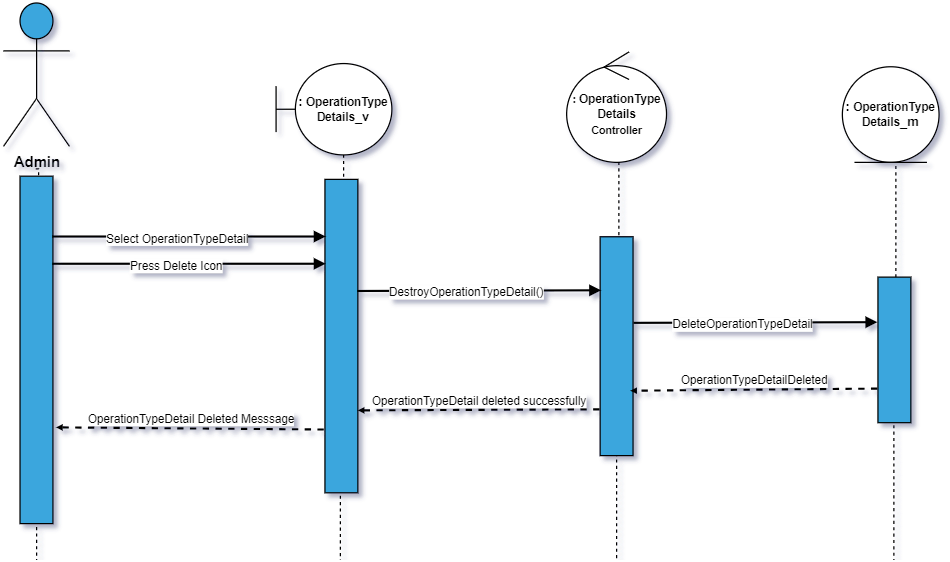 : OperationType
Details_v
: OperationType
Details
Controller
: OperationType
Details_m
Admin
Select OperationTypeDetail
Press Delete Icon
DestroyOperationTypeDetail()
DeleteOperationTypeDetail
OperationTypeDetailDeleted
OperationTypeDetail deleted successfully
OperationTypeDetail Deleted Messsage